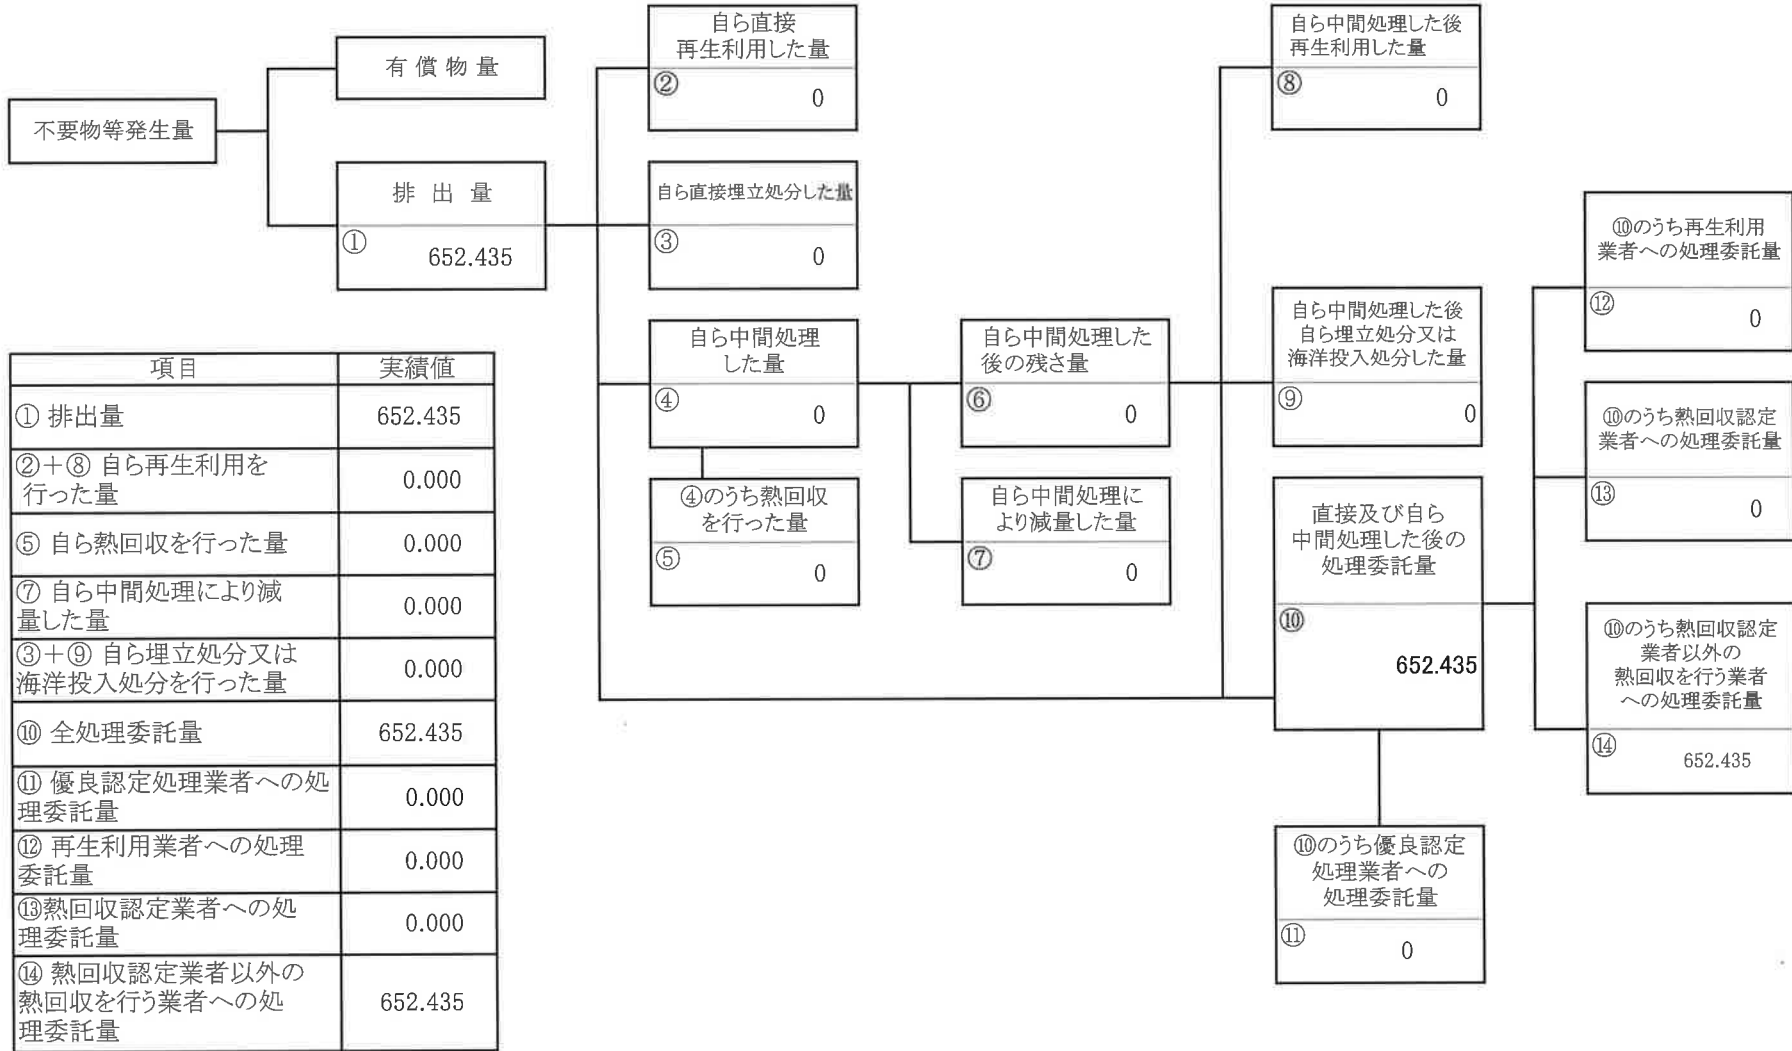 不要物等発生量
有償物量
排出量
①
652.435
自ら直接
再生利用した量
②
0
自ら直接埋立処分した量
③
0
自ら中間処理
した量
④
0
④のうち熱回収
を行った量
⑤
0
自ら中間処理した
後の残さ量
⑥
0
自ら中間処理に
より減量した量
⑦
0
自ら中間処理した後
再生利用した量
⑧
0
自ら中間処理した後
自ら埋立処分又は
海洋投入処分した量
⑨
0
直接及び自ら
中間処理した後の
処理委託量
⑩
652.435
⑩のうち優良認定
処理業者への
処理委託量
⑪
0
⑩のうち再生利用
業者への処理委託量
⑫
0
⑩のうち熱回収認定
業者への処理委託量
⑬
0
⑩のうち熱回収認定
業者以外の
熱回収を行う業者
への処理委託量
⑭
652.435
項目 実績値
① 排出量 652.435
②+⑧ 自ら再生利用を
行った量 0.000
⑤ 自ら熱回収を行った量 0.000
⑦ 自ら中間処理により減
量した量 0.000
③+⑨ 自ら埋立処分又は
海洋投入処分を行った量 0.000
⑩ 全処理委託量 652.435
⑪ 優良認定処理業者への処
理委託量 0.000
⑫ 再生利用業者への処理
委託量 0.000
⑬熱回収認定業者への処
理委託量 0.000
⑭ 熱回収認定業者以外の
熱回収を行う業者への処
理委託量 652.435